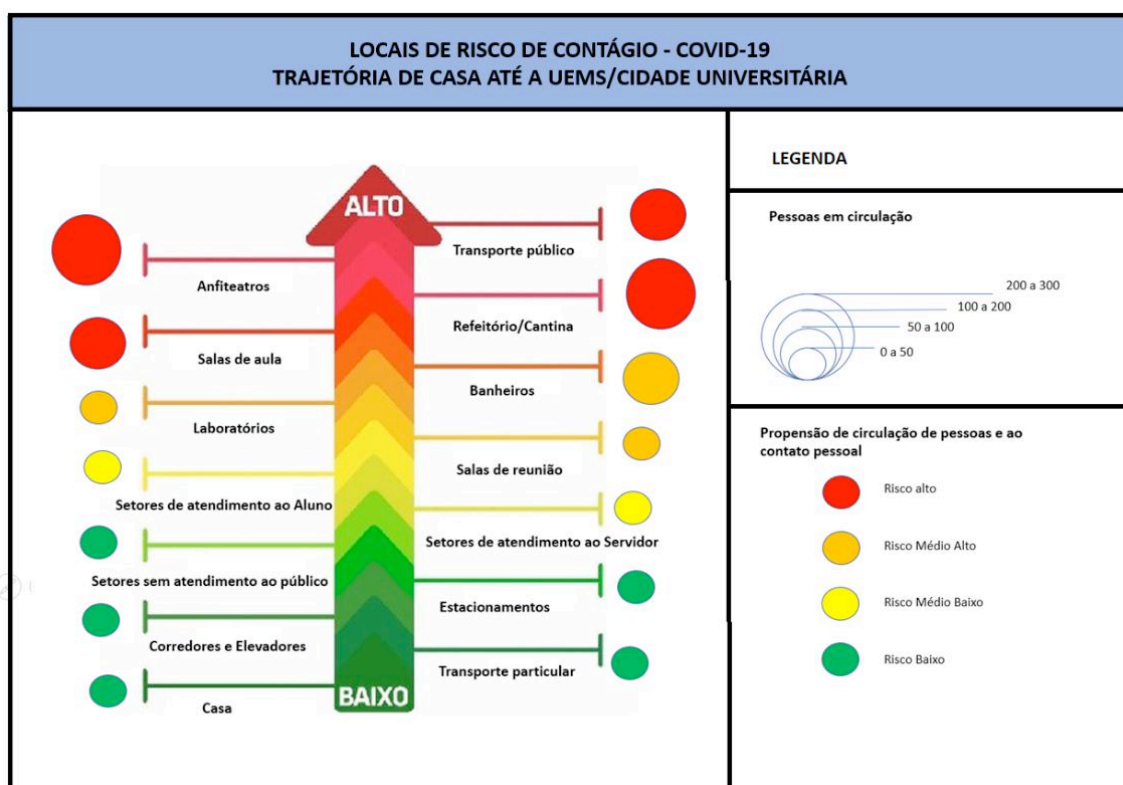 LOCAIS DE RISCO DE CONTÁGIO - COVID-19
TRAJETÓRIA DE CASA ATÉ A UEMS/CIDADE UNIVERSITÁRIA
ALTO
Transporte público
Anfiteatros
Refeitório/Cantina
Salas de aula
Banheiros
Laboratórios
Salas de reunião
Setores de atendimento ao Aluno
Setores de atendimento ao Servidor
Setores sem atendimento ao público
Estacionamentos
Corredores e Elevadores
Transporte particular
BAIXO
Casa
LEGENDA
Pessoas em circulação
200 a 300
100 a 200
50 a 100
0 a 50
Propensão de circulação de pessoas e ao
contato pessoal
Risco alto
Risco Médio Alto
Risco Médio Baixo
Risco Baixo